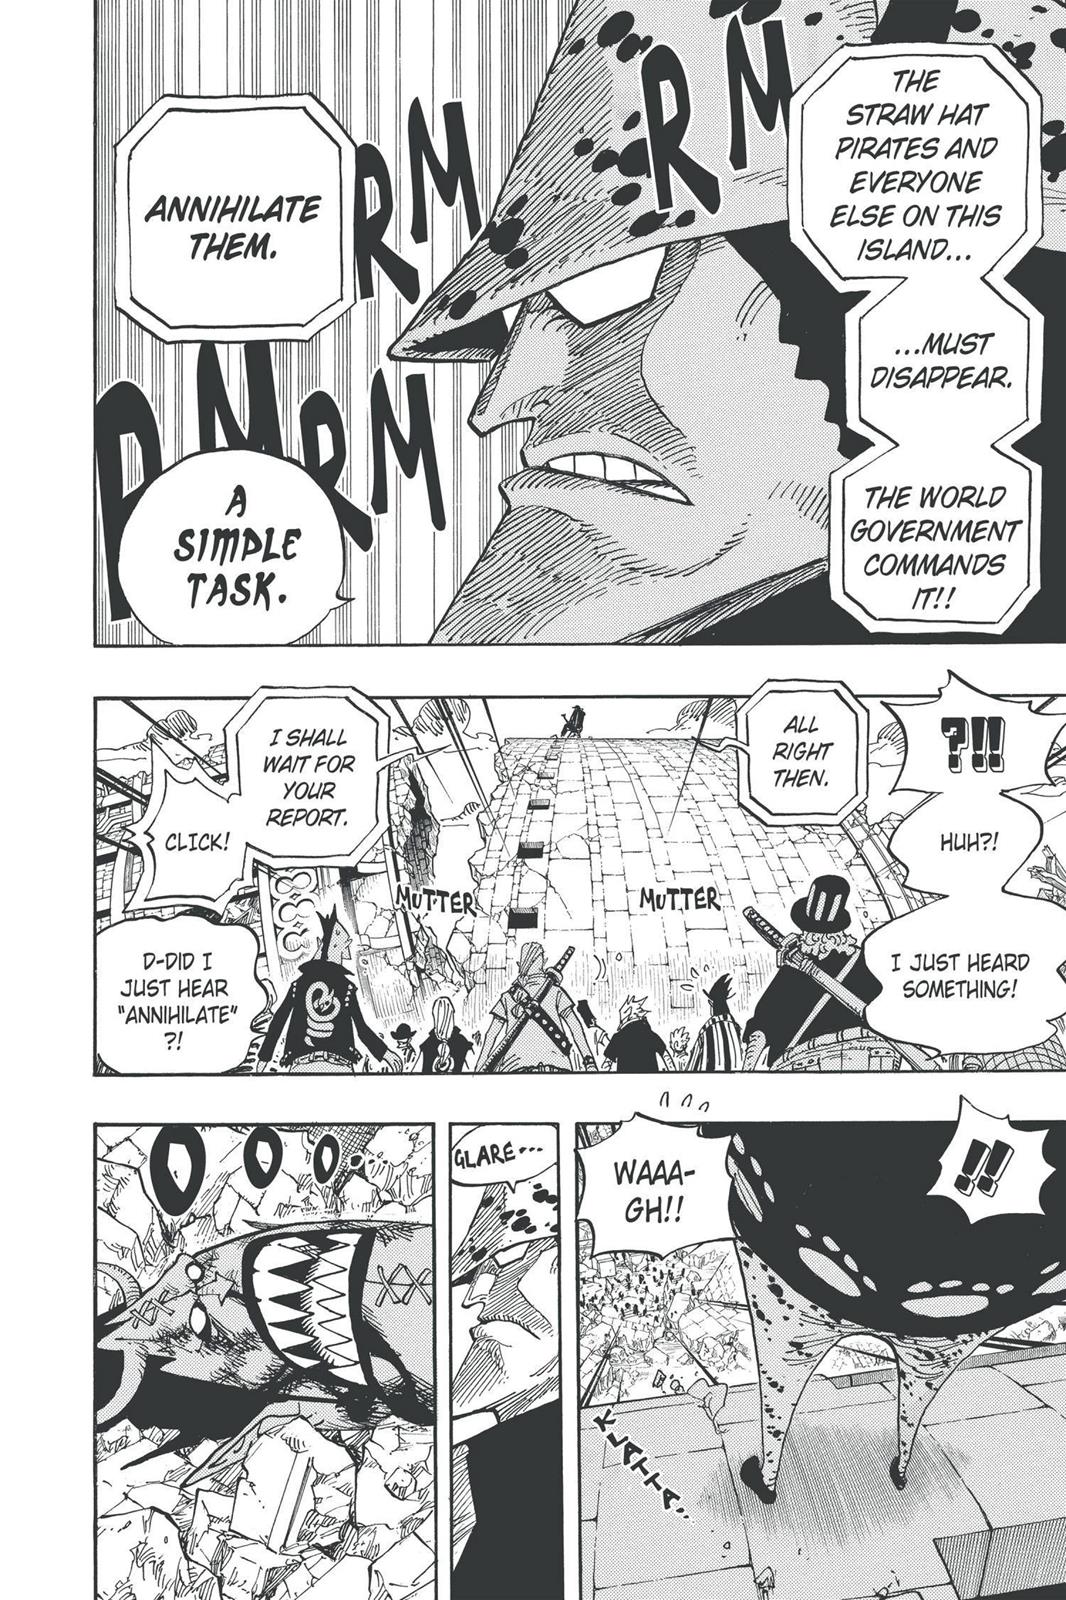 THE
STRAW HAT
PIRATES AND
EVERYONE
ELSE ON THIS
ISLAND...
...MUST
DISAPPEAR.
THE WORLD
GOVERNMENT
COMMANDS
IT!!
RM
RM
RM
RM
ANNIHILATE
THEM.
A
SIMPLE
TASK.
?!!
HUH?!
I JUST HEARD
SOMETHING!
ALL
RIGHT
THEN.
MUTTER
MUTTER
I SHALL
WAIT FOR
YOUR
REPORT.
CLICK!
D-DID I
JUST HEAR
"ANNIHILATE"
?!
!!
WAAA-
GH!!
KLATTA...
GLARE...